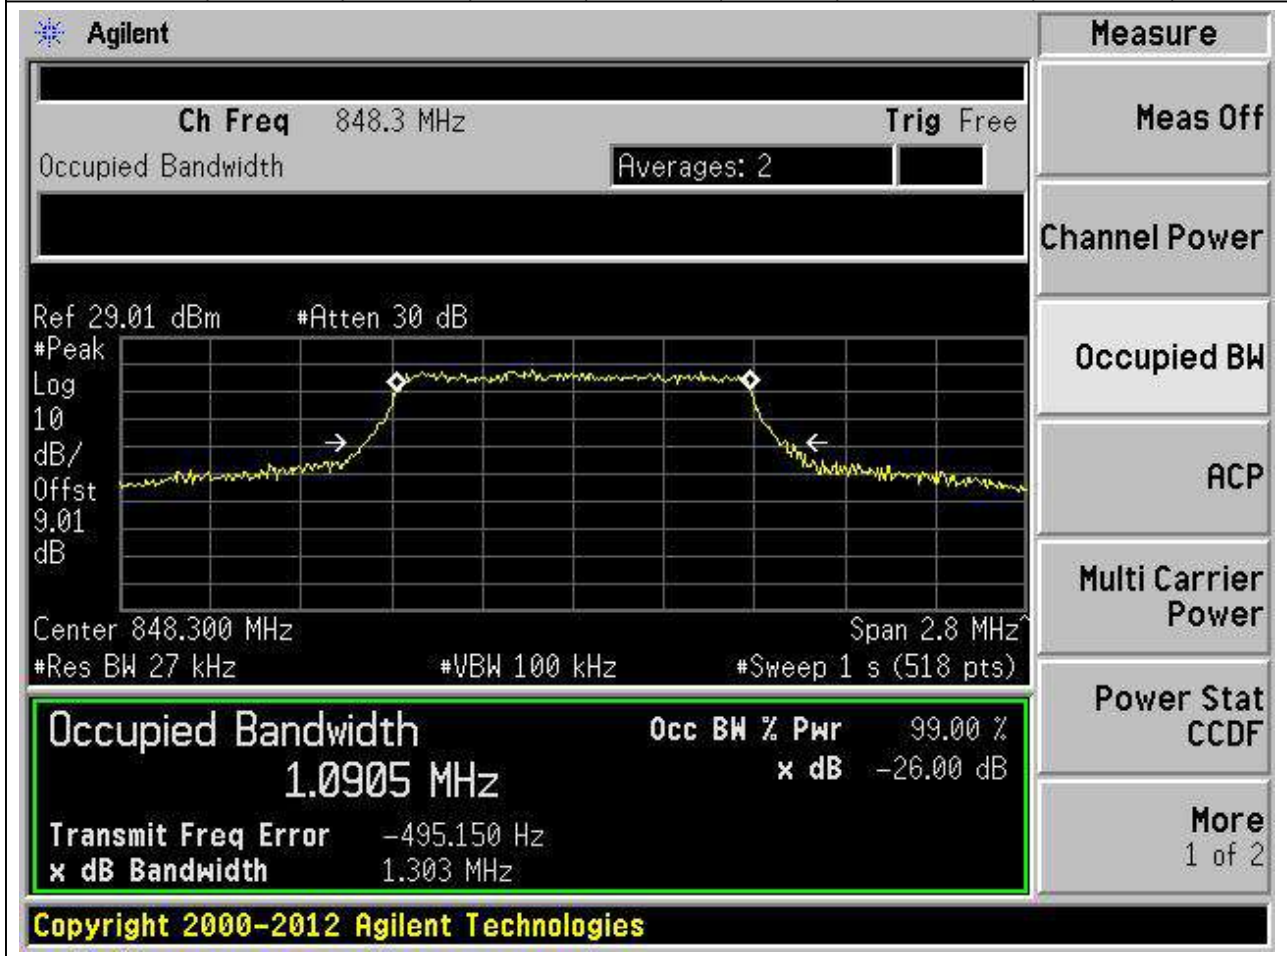 Agilent
Measure
Ch Freq 848.3 MHz Trig Free
Occupied Bandwidth Averages: 2
Meas Off
Channel Power
Occupied BW
ACP
Multi Carrier
Power
Power Stat
CCDF
More
1 of 2
Ref 29.01 dBm #Atten 30 dB
#Peak
Log
10
dB/
Offst
9.01
dB
Center 848.300 MHz Span 2.8 MHz^
#Res BW 27 kHz #VBW 100 kHz #Sweep 1 s (518 pts)
Occupied Bandwidth Occ BW % Pwr 99.00 %
1.0905 MHz x dB -26.00 dB
Transmit Freq Error -495.150 Hz
x dB Bandwidth 1.303 MHz
Copyright 2000-2012 Agilent Technologies